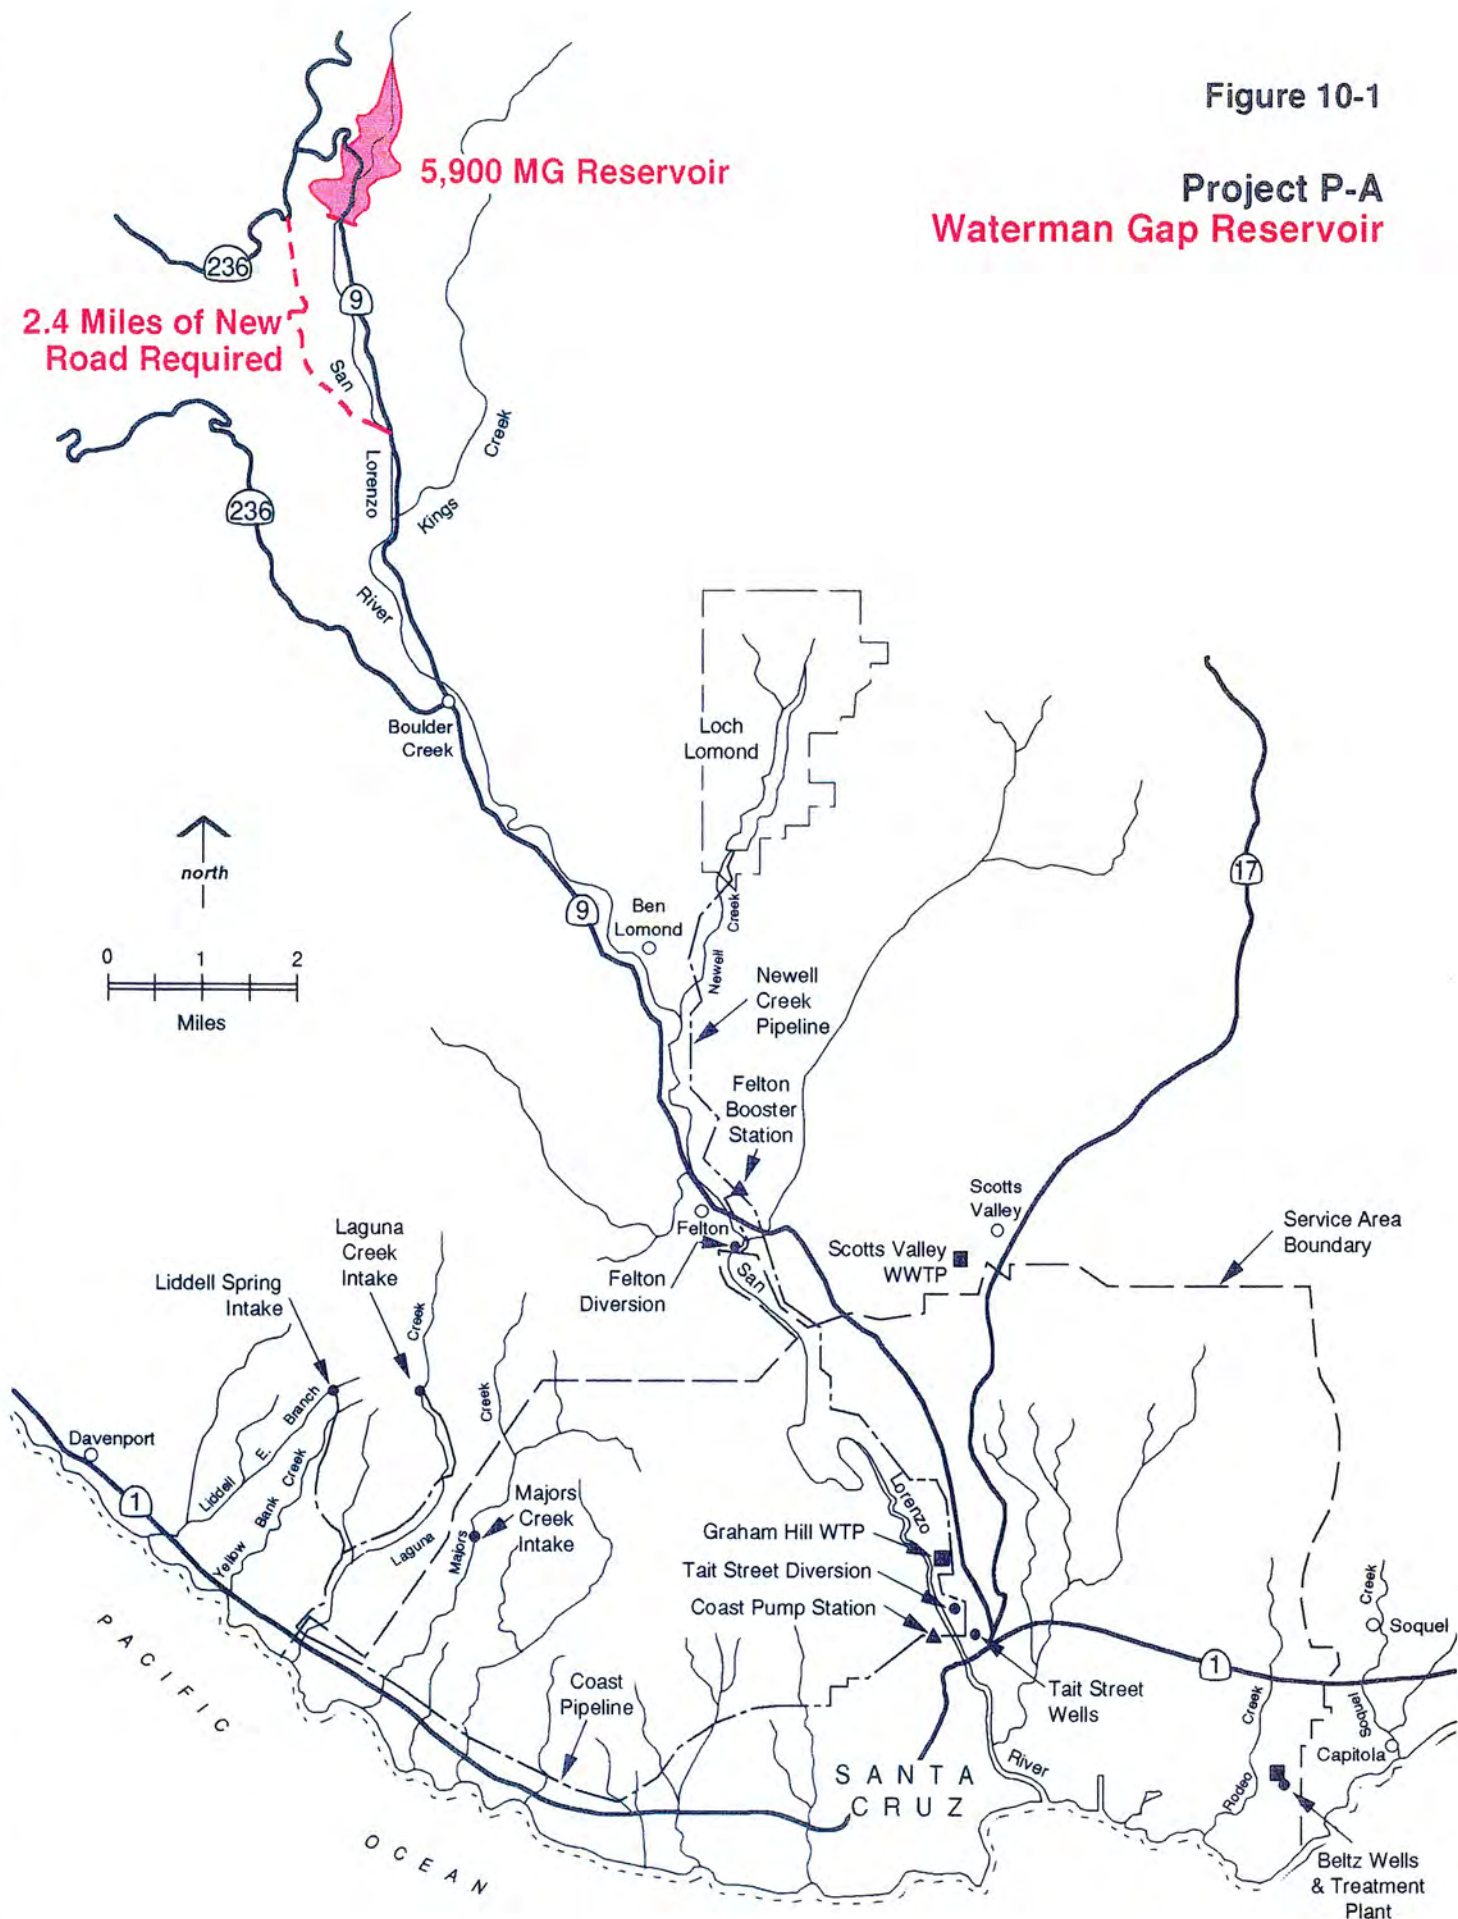 Figure 10-1
Project P-A
Waterman Gap Reservoir
5,900 MG Reservoir
236
9
2.4 Miles of New
Road Required
San
Lorenzo
River
Kings
Creek
236
Boulder
Creek
Loch
Lomond
17
north
0 1 2
Miles
9
Ben
Lomond
Newell
Creek
Newell
Creek
Pipeline
Felton
Booster
Station
Scotts
Valley
Felton
Scotts Valley
WWTP
Service Area
Boundary
Felton
Diversion
San
Laguna
Creek
Intake
Liddell Spring
Intake
Creek
Creek
Davenport
1
Liddell
E.
Branch
Yellow
Bank
Creek
Laguna
Majors
Majors
Creek
Intake
Lorenzo
Graham Hill WTP
Tait Street Diversion
Coast Pump Station
Tait Street
Wells
1
Creek
Soquel
Soquel
Creek
Rodeo
Capitola
Coast
Pipeline
SANTA
CRUZ
River
PACIFIC
OCEAN
Beltz Wells
& Treatment
Plant